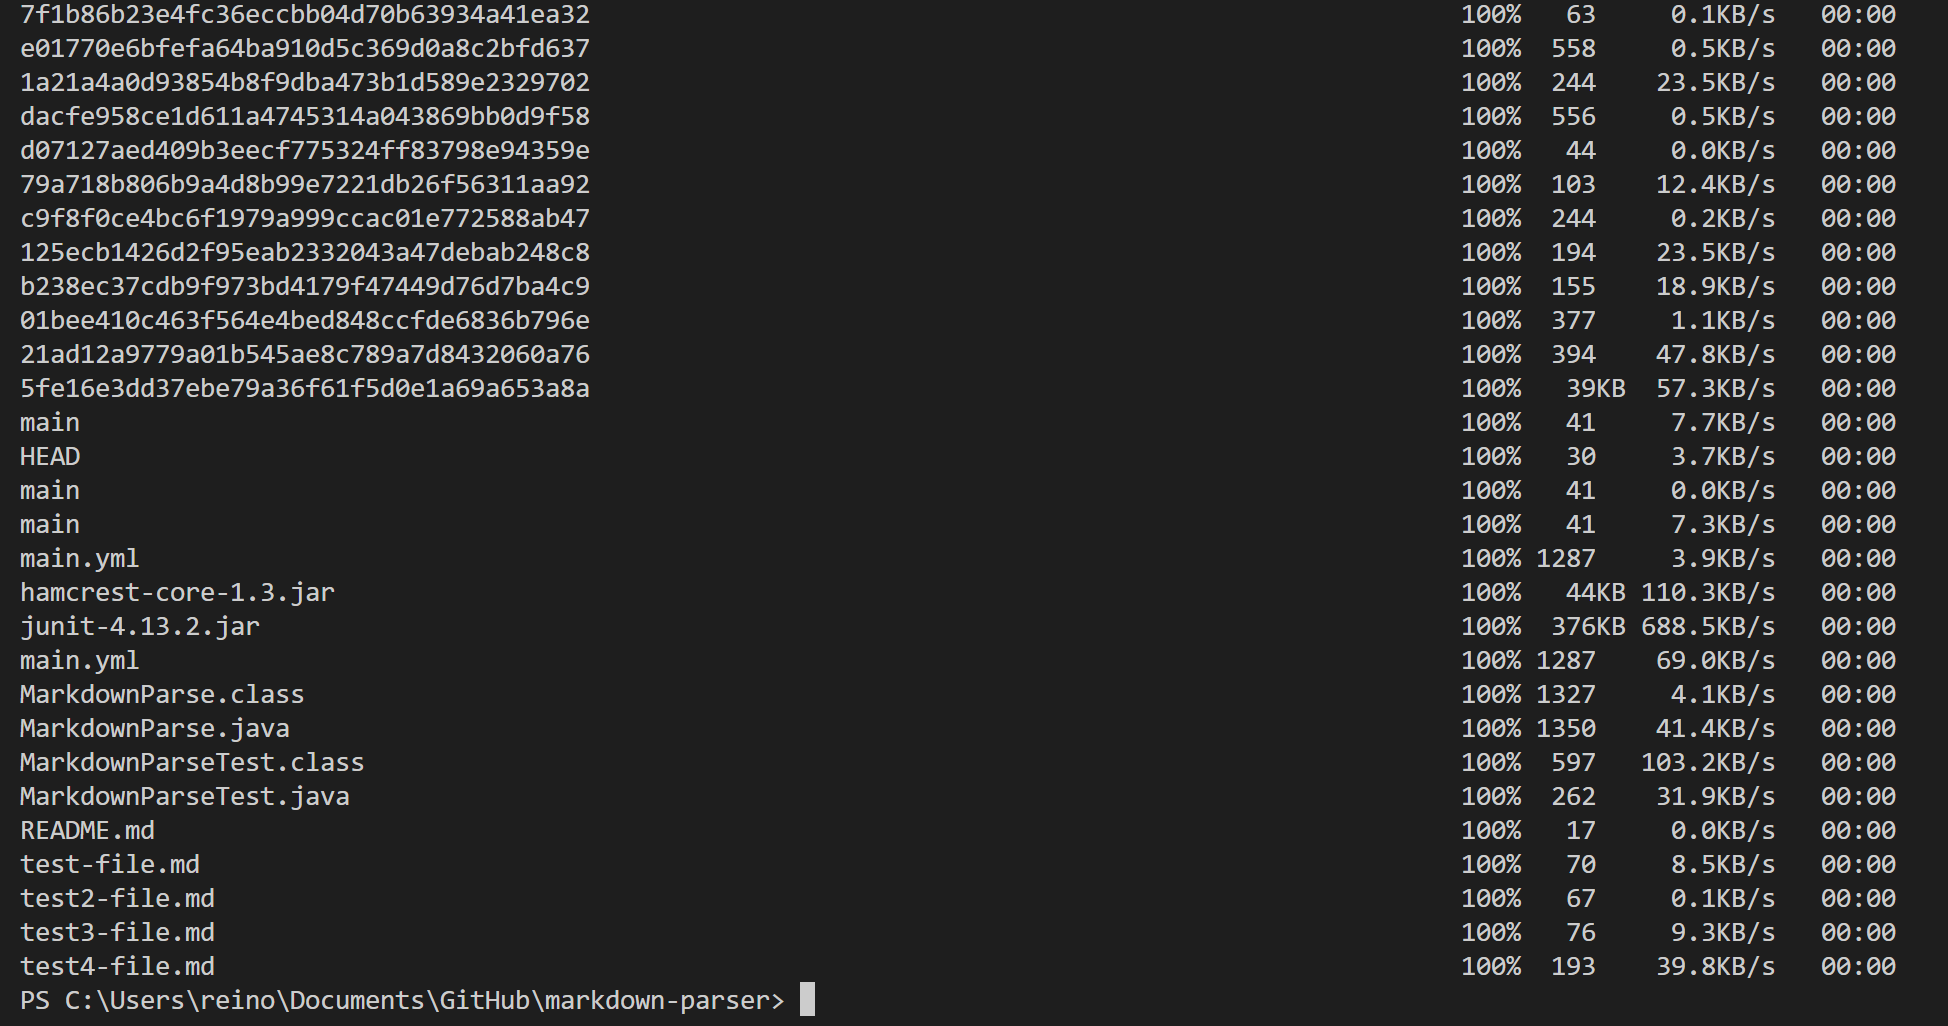 7f1b86b23e4fc36eccbb04d70b63934a41ea32 100% 63 0.1KB/s 00:00
e01770e6bfefa64ba910d5c369d0a8c2bfd637 100% 558 0.5KB/s 00:00
1a21a4a0d93854b8f9dba473b1d589e2329702 100% 244 23.5KB/s 00:00
dacfe958ce1d611a4745314a043869bb0d9f58 100% 556 0.5KB/s 00:00
d07127aed409b3eecf775324ff83798e94359e 100% 44 0.0KB/s 00:00
79a718b806b9a4d8b99e7221db26f56311aa92 100% 103 12.4KB/s 00:00
c9f8f0ce4bc6f1979a999ccac01e772588ab47 100% 244 0.2KB/s 00:00
125ecb1426d2f95eab2332043a47debab248c8 100% 194 23.5KB/s 00:00
b238ec37cdb9f973bd4179f47449d76d7ba4c9 100% 155 18.9KB/s 00:00
01bee410c463f564e4bed848ccfde6836b796e 100% 377 1.1KB/s 00:00
21ad12a9779a01b545ae8c789a7d8432060a76 100% 394 47.8KB/s 00:00
5fe16e3dd37ebe79a36f61f5d0e1a69a653a8a 100% 39KB 57.3KB/s 00:00
main 100% 41 7.7KB/s 00:00
HEAD 100% 30 3.7KB/s 00:00
main 100% 41 0.0KB/s 00:00
main 100% 41 7.3KB/s 00:00
main.yml 100% 1287 3.9KB/s 00:00
hamcrest-core-1.3.jar 100% 44KB 110.3KB/s 00:00
junit-4.13.2.jar 100% 376KB 688.5KB/s 00:00
main.yml 100% 1287 69.0KB/s 00:00
MarkdownParse.class 100% 1327 4.1KB/s 00:00
MarkdownParse.java 100% 1350 41.4KB/s 00:00
MarkdownParseTest.class 100% 597 103.2KB/s 00:00
MarkdownParseTest.java 100% 262 31.9KB/s 00:00
README.md 100% 17 0.0KB/s 00:00
test-file.md 100% 70 8.5KB/s 00:00
test2-file.md 100% 67 0.1KB/s 00:00
test3-file.md 100% 76 9.3KB/s 00:00
test4-file.md 100% 193 39.8KB/s 00:00
PS C:\Users\reino\Documents\GitHub\markdown-parser>